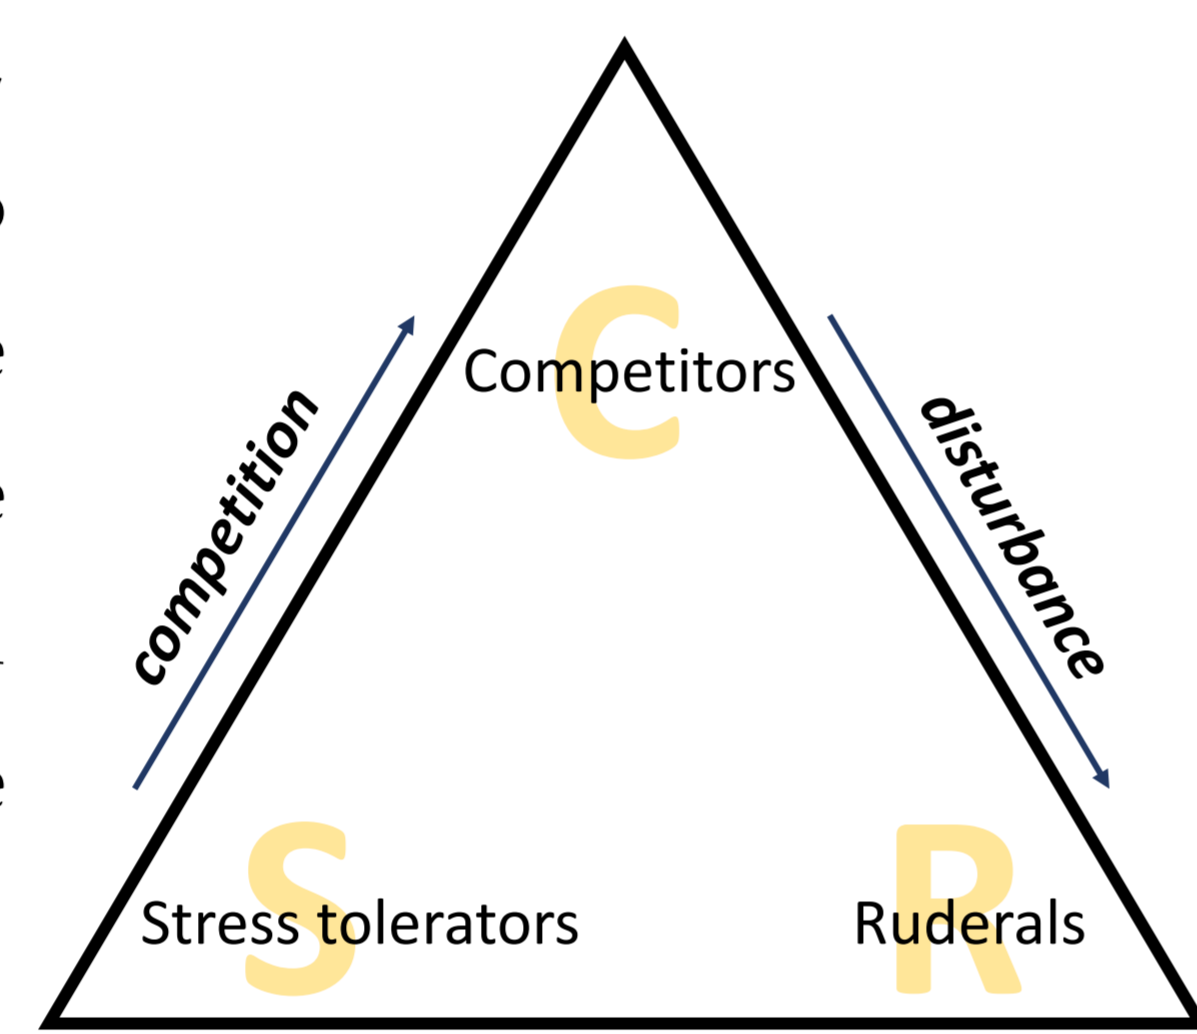 C
Competitors
competition
disturbance
S
Stress tolerators
R
Ruderals